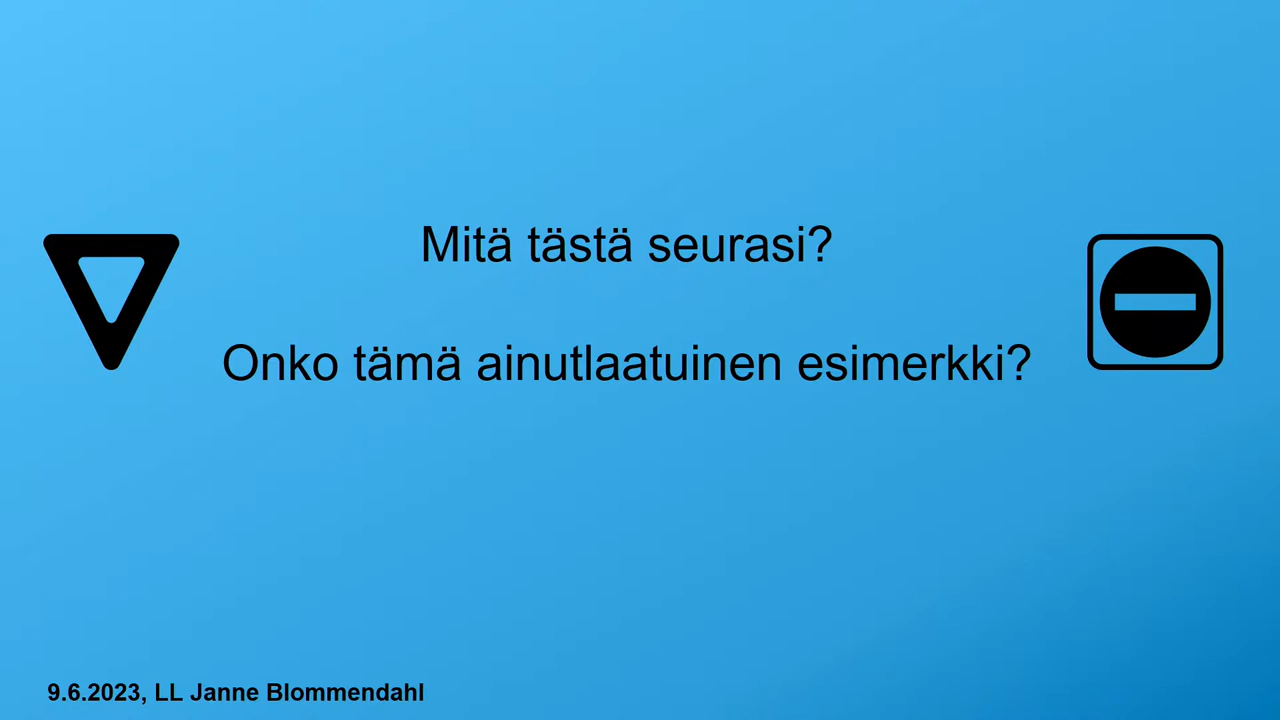 Mitä tästä seurasi?
Onko tämä ainutlaatuinen esimerkki?
9.6.2023, LL Janne Blommendahl